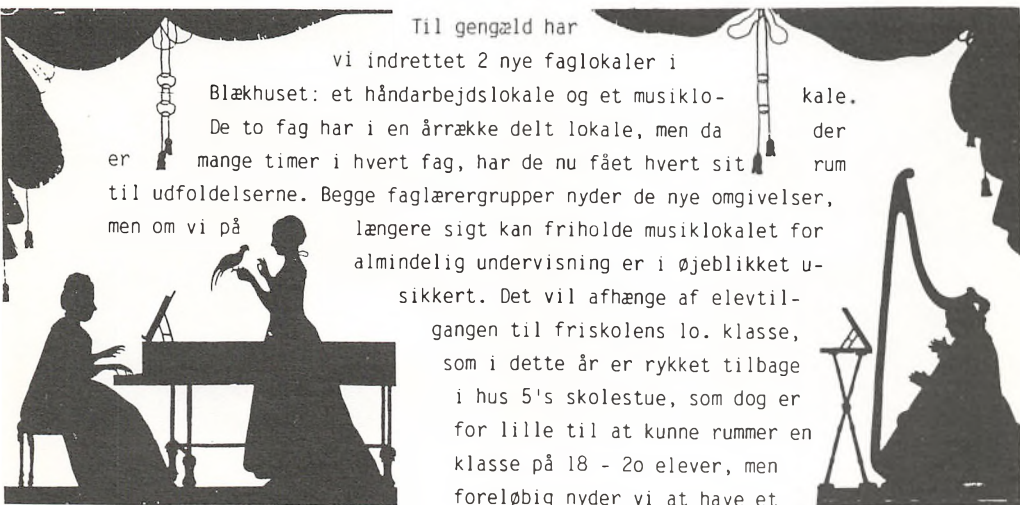 Til gengæld har
vi indrettet 2 nye faglokaler i
Blækhuset: et håndarbejdslokale og et musiklo- kale.
De to fag har i en årrække delt lokale, men da der
er mange timer i hvert fag, har de nu fået hvert sit rum
til udfoldelserne. Begge faglærergrupper nyder de nye omgivelser,
men om vi på længere sigt kan friholde musiklokalet for
almindelig undervisning er i øjeblikket u-
sikkert. Det vil afhænge af elevtil-
gangen til friskolens lo. klasse,
som i dette år er rykket tilbage
i hus 5's skolestue, som dog er
for lille til at kunne rummer en
klasse på 18 - 2o elever, men
foreløbig nyder vi at have et